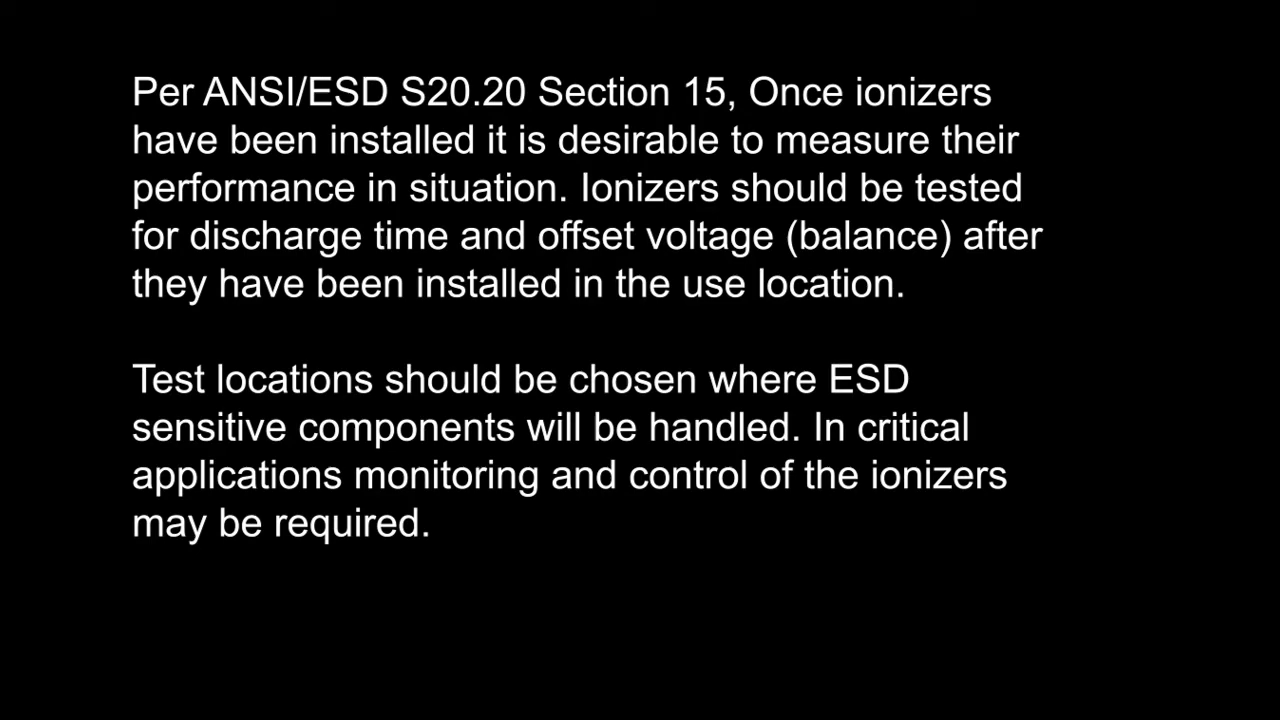 Per ANSI/ESD S20.20 Section 15, Once ionizers
have been installed it is desirable to measure their
performance in situation. Ionizers should be tested
for discharge time and offset voltage (balance) after
they have been installed in the use location.
Test locations should be chosen where ESD
sensitive components will be handled. In critical
applications monitoring and control of the ionizers
may be required.